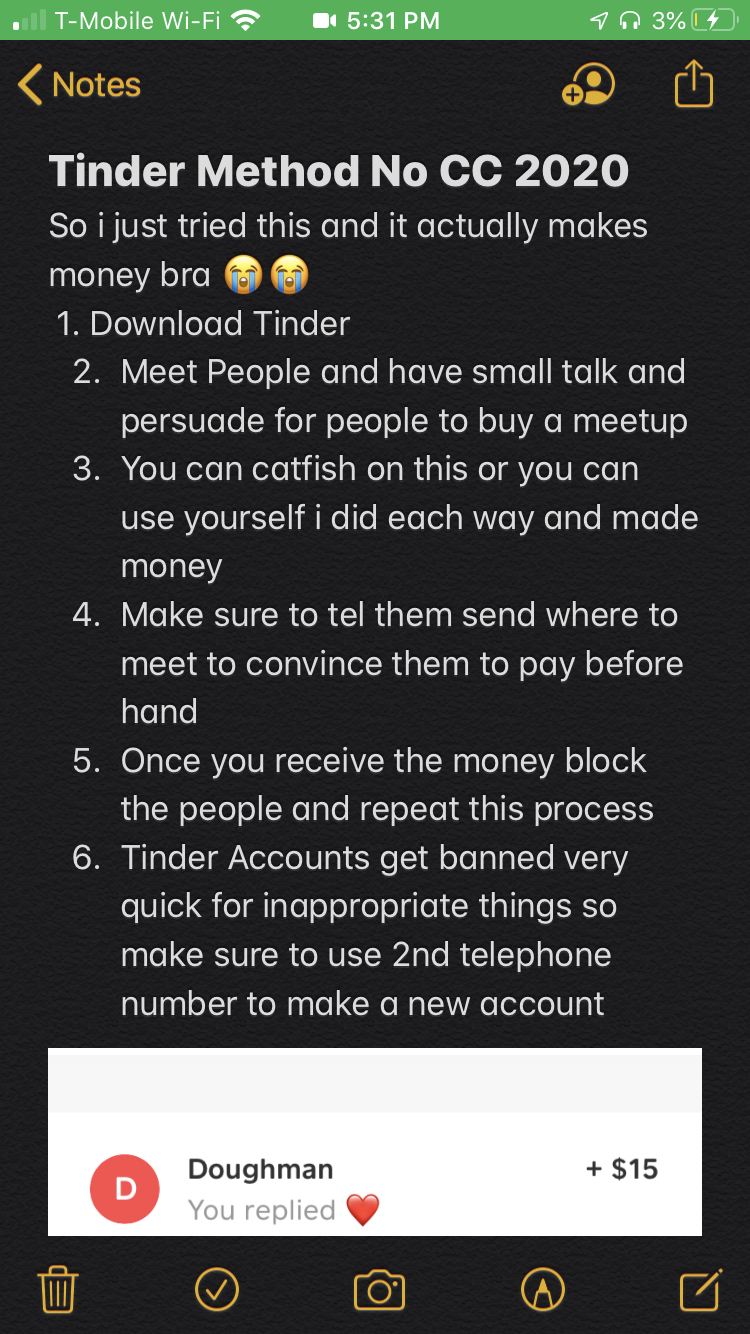 T-Mobile Wi-Fi 5:31 PM 3%
Notes
Tinder Method No CC 2020
So i just tried this and it actually makes
money bra 😭😭
1. Download Tinder
2. Meet People and have small talk and
persuade for people to buy a meetup
3. You can catfish on this or you can
use yourself i did each way and made
money
4. Make sure to tel them send where to
meet to convince them to pay before
hand
5. Once you receive the money block
the people and repeat this process
6. Tinder Accounts get banned very
quick for inappropriate things so
make sure to use 2nd telephone
number to make a new account
D
Doughman + $15
You replied ❤️